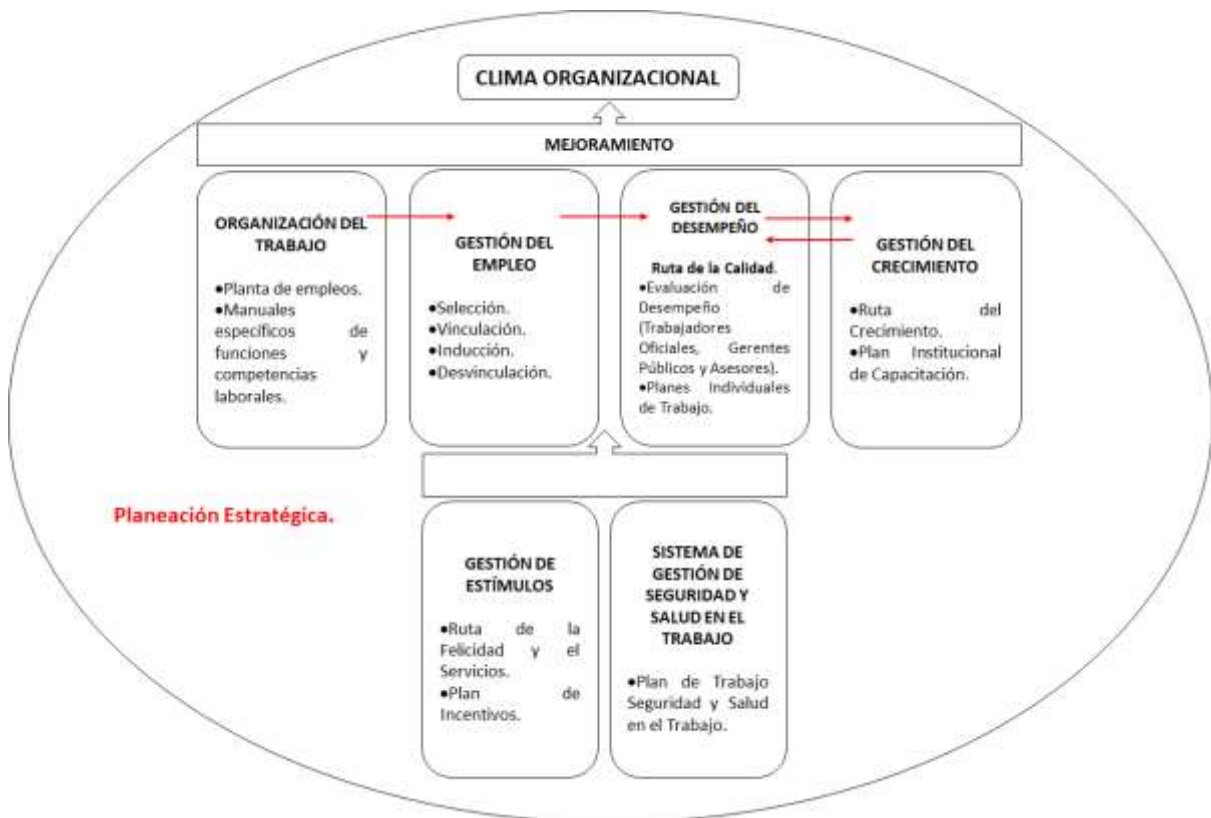 CLIMA ORGANIZACIONAL
MEJORAMIENTO
ORGANIZACIÓN DEL
TRABAJO
•Planta de empleos.
•Manuales
específicos de
funciones y
competencias
laborales.
GESTIÓN DEL
EMPLEO
•Selección.
•Vinculación.
•Inducción.
•Desvinculación.
GESTIÓN DEL
DESEMPEÑO
Ruta de la Calidad.
•Evaluación de
Desempeño
(Trabajadores
Oficiales, Gerentes
Públicos y Asesores).
•Planes Individuales
de Trabajo.
GESTIÓN DEL
CRECIMIENTO
•Ruta del
Crecimiento.
•Plan Institucional
de Capacitación.
Planeación Estratégica.
GESTIÓN DE
ESTÍMULOS
•Ruta de la
Felicidad y el
Servicios.
•Plan de
Incentivos.
SISTEMA DE
GESTIÓN DE
SEGURIDAD Y
SALUD EN EL
TRABAJO
•Plan de Trabajo
Seguridad y Salud
en el Trabajo.